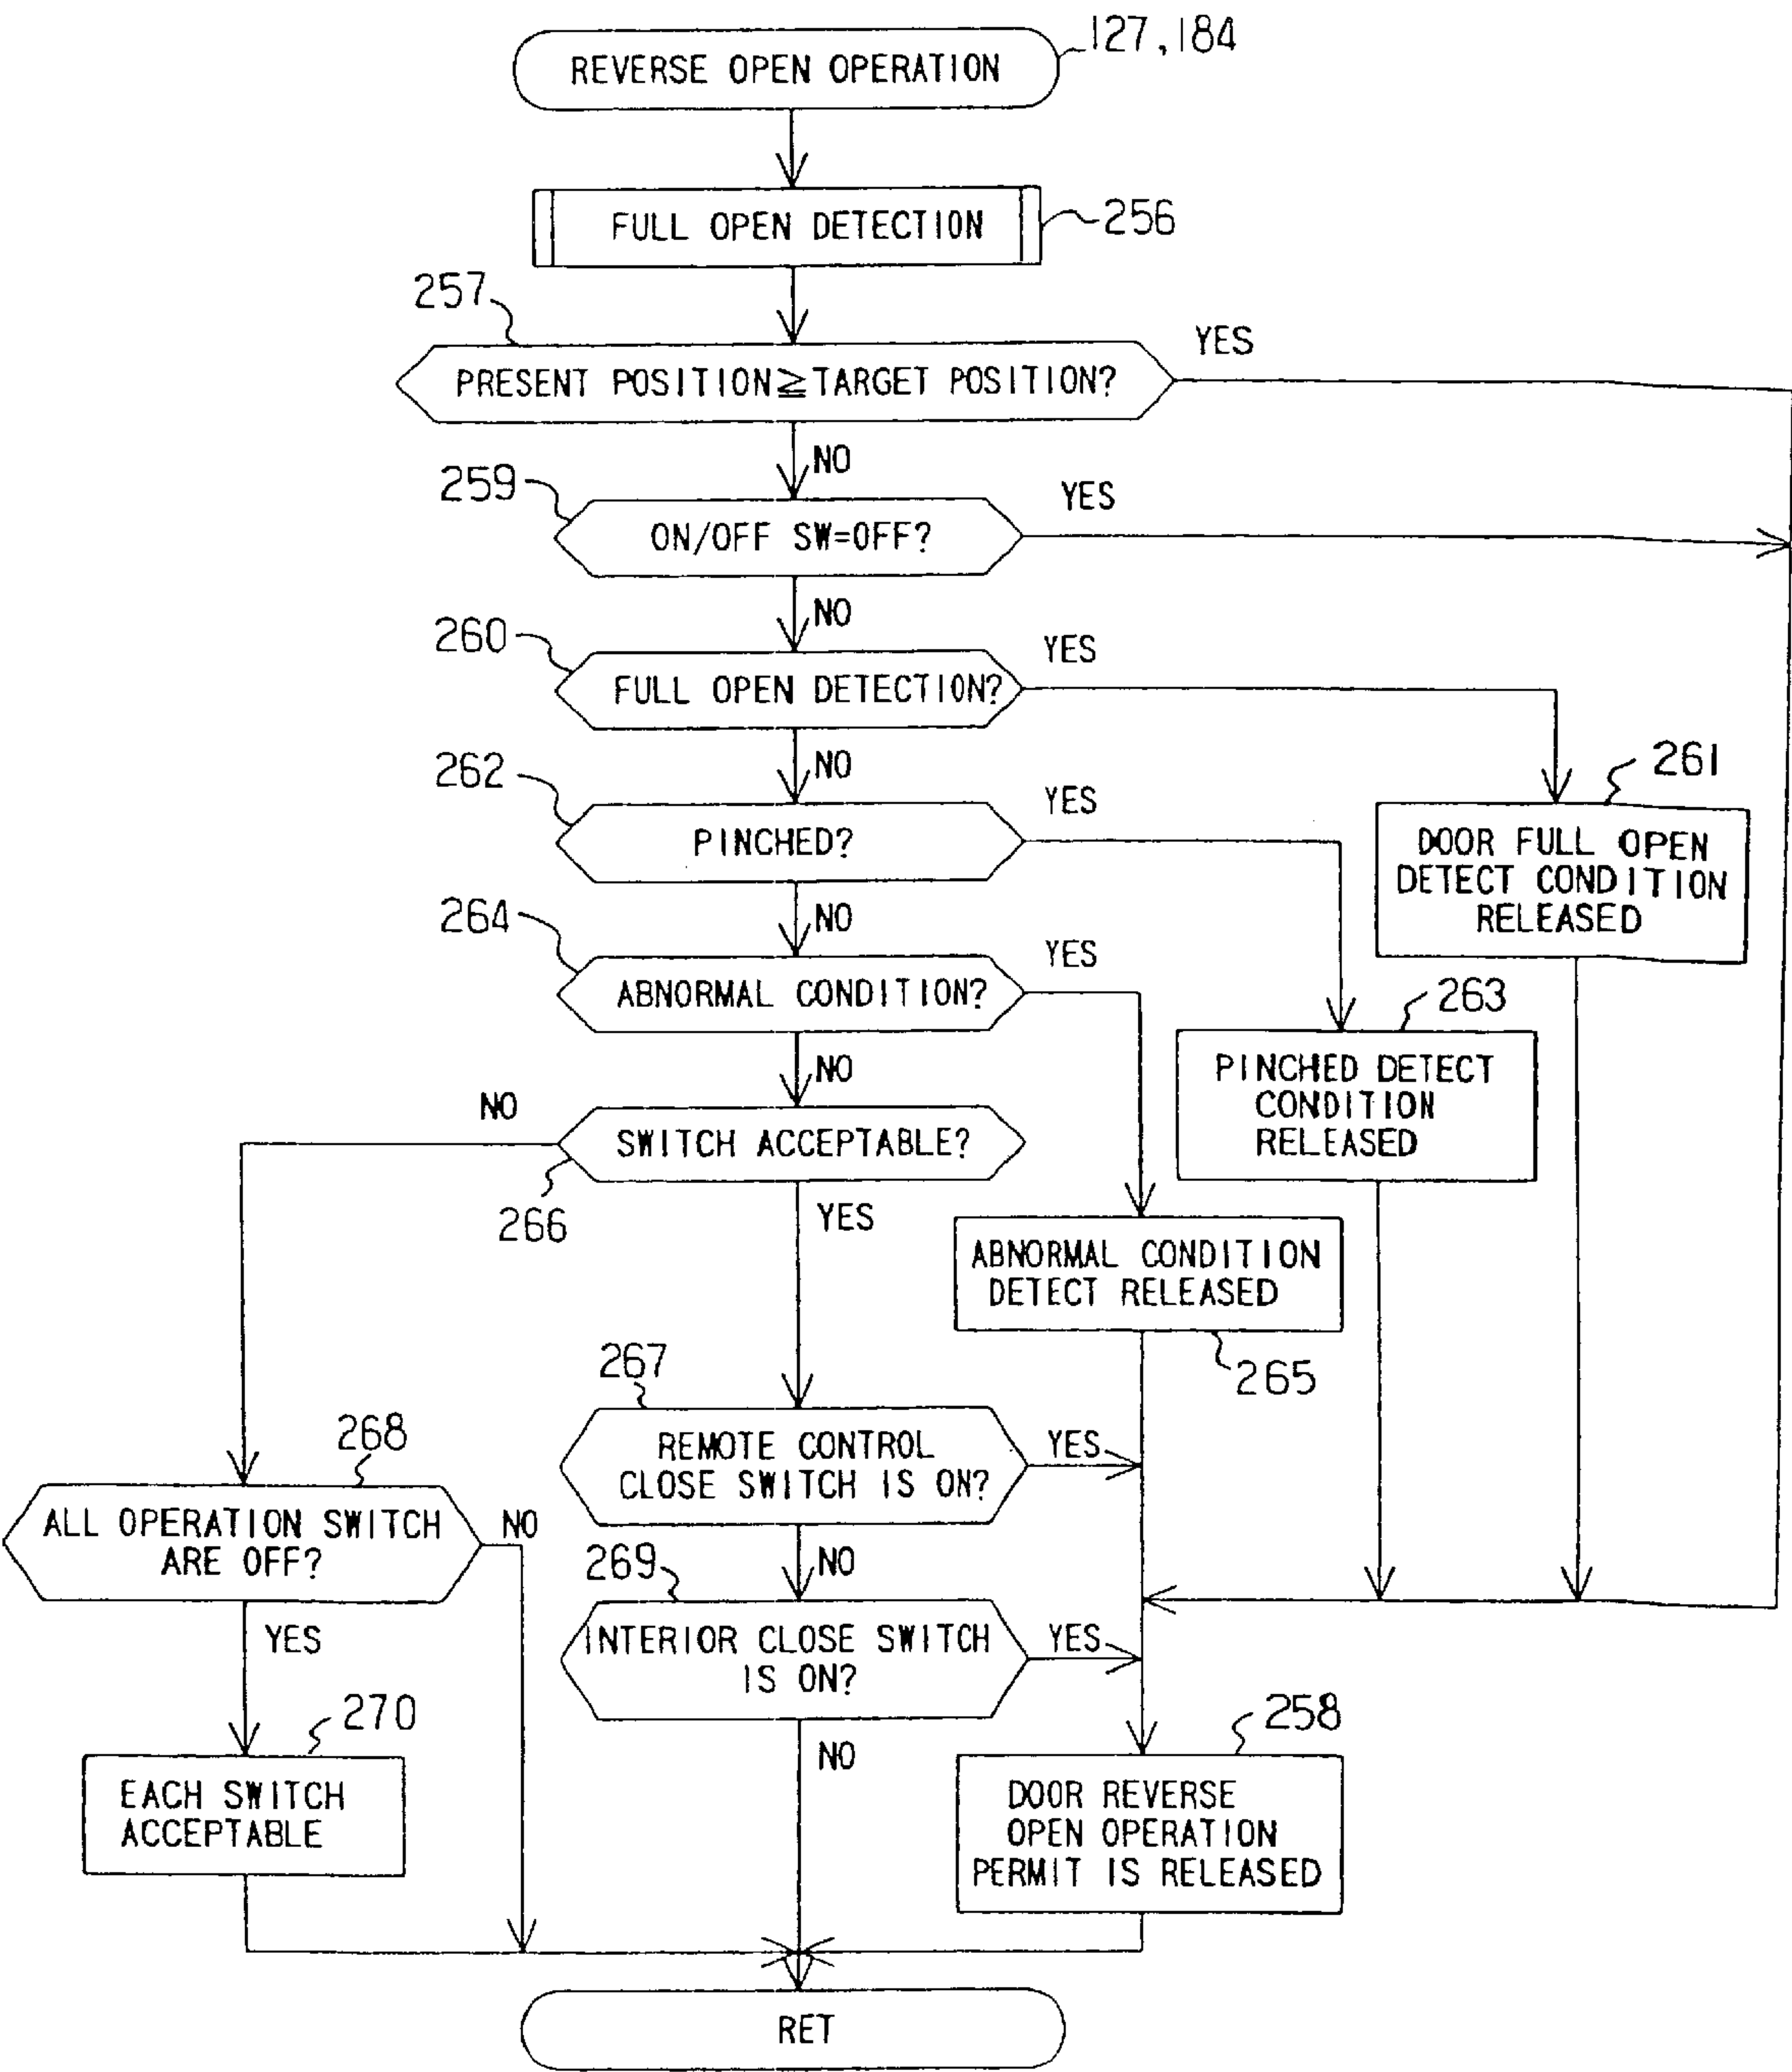 REVERSE OPEN OPERATION
127, 184
FULL OPEN DETECTION
256
257
PRESENT POSITION≧TARGET POSITION?
YES
NO
259
ON/OFF SW=OFF?
YES
NO
260
FULL OPEN DETECTION?
YES
NO
261
DOOR FULL OPEN
DETECT CONDITION
RELEASED
262
PINCHED?
YES
NO
263
PINCHED DETECT
CONDITION
RELEASED
264
ABNORMAL CONDITION?
YES
NO
NO
SWITCH ACCEPTABLE?
266
YES
ABNORMAL CONDITION
DETECT RELEASED
265
267
REMOTE CONTROL
CLOSE SWITCH IS ON?
YES
NO
268
ALL OPERATION SWITCH
ARE OFF?
NO
YES
269
INTERIOR CLOSE SWITCH
IS ON?
YES
NO
270
EACH SWITCH
ACCEPTABLE
258
DOOR REVERSE
OPEN OPERATION
PERMIT IS RELEASED
RET